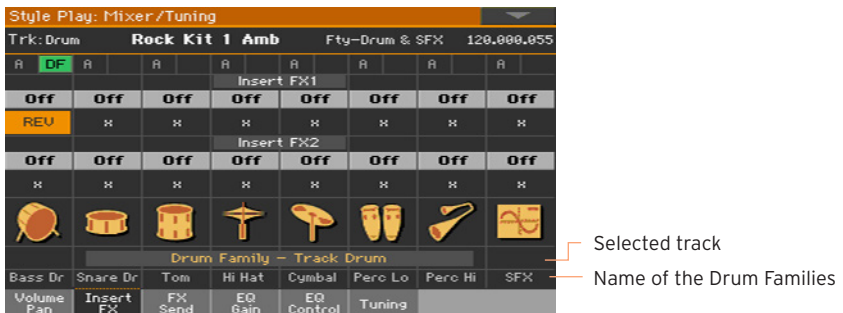 Style Play: Mixer/Tuning
Trk:Drum Rock Kit 1 Amb Fty-Drum & SFX 120.000.055
A DF A A A A A A A
Insert FX1
Off Off Off Off Off Off Off Off
REV x x x x x x x
Insert FX2
Off Off Off Off Off Off Off Off
x x x x x x x x
Drum Family - Track Drum
Selected track
Bass Dr Snare Dr Tom Hi Hat Cymbal Perc Lo Perc Hi SFX
Name of the Drum Families
Volume Pan Insert FX FX Send EQ Gain EQ Control Tuning